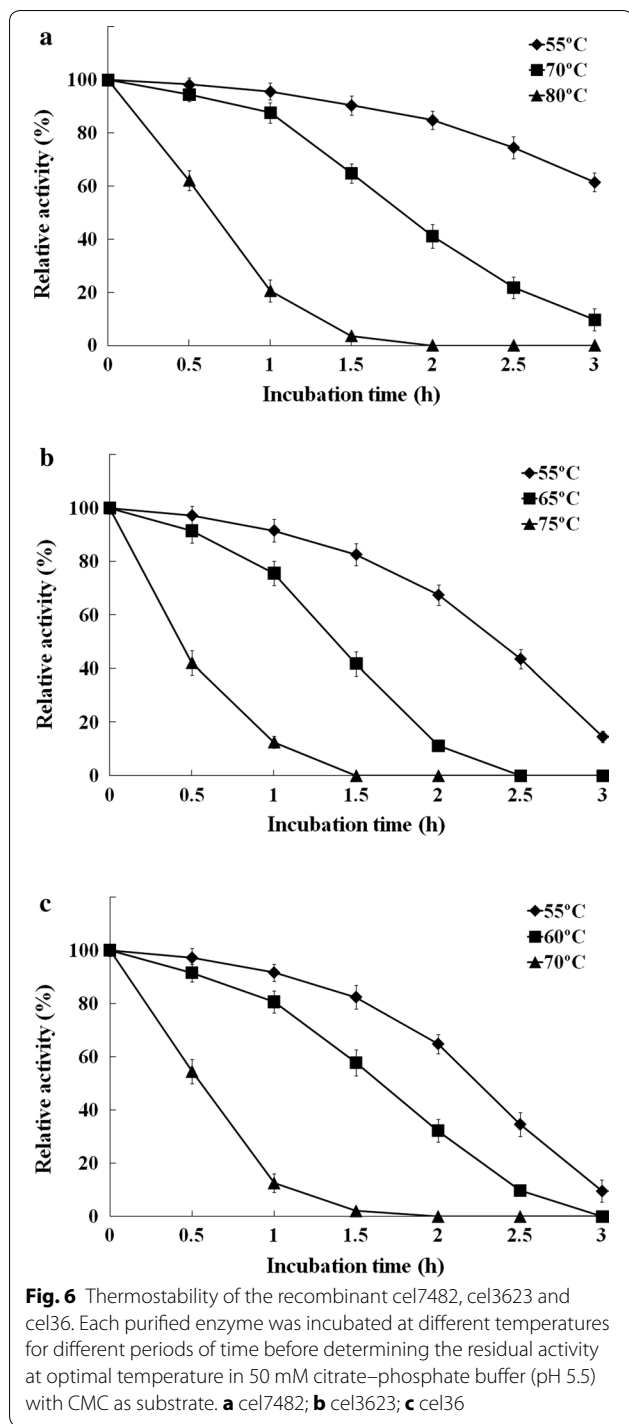 a
55ºC
70ºC
80ºC
Relative activity (%)
100
80
60
40
20
0
0 0.5 1 1.5 2 2.5 3
Incubation time (h)
b
55ºC
65ºC
75ºC
Relative activity (%)
100
80
60
40
20
0
0 0.5 1 1.5 2 2.5 3
Incubation time (h)
c
55ºC
60ºC
70ºC
Relative activity (%)
100
80
60
40
20
0
0 0.5 1 1.5 2 2.5 3
Incubation time (h)
Fig. 6 Thermostability of the recombinant cel7482, cel3623 and
cel36. Each purified enzyme was incubated at different temperatures
for different periods of time before determining the residual activity
at optimal temperature in 50 mM citrate–phosphate buffer (pH 5.5)
with CMC as substrate. a cel7482; b cel3623; c cel36